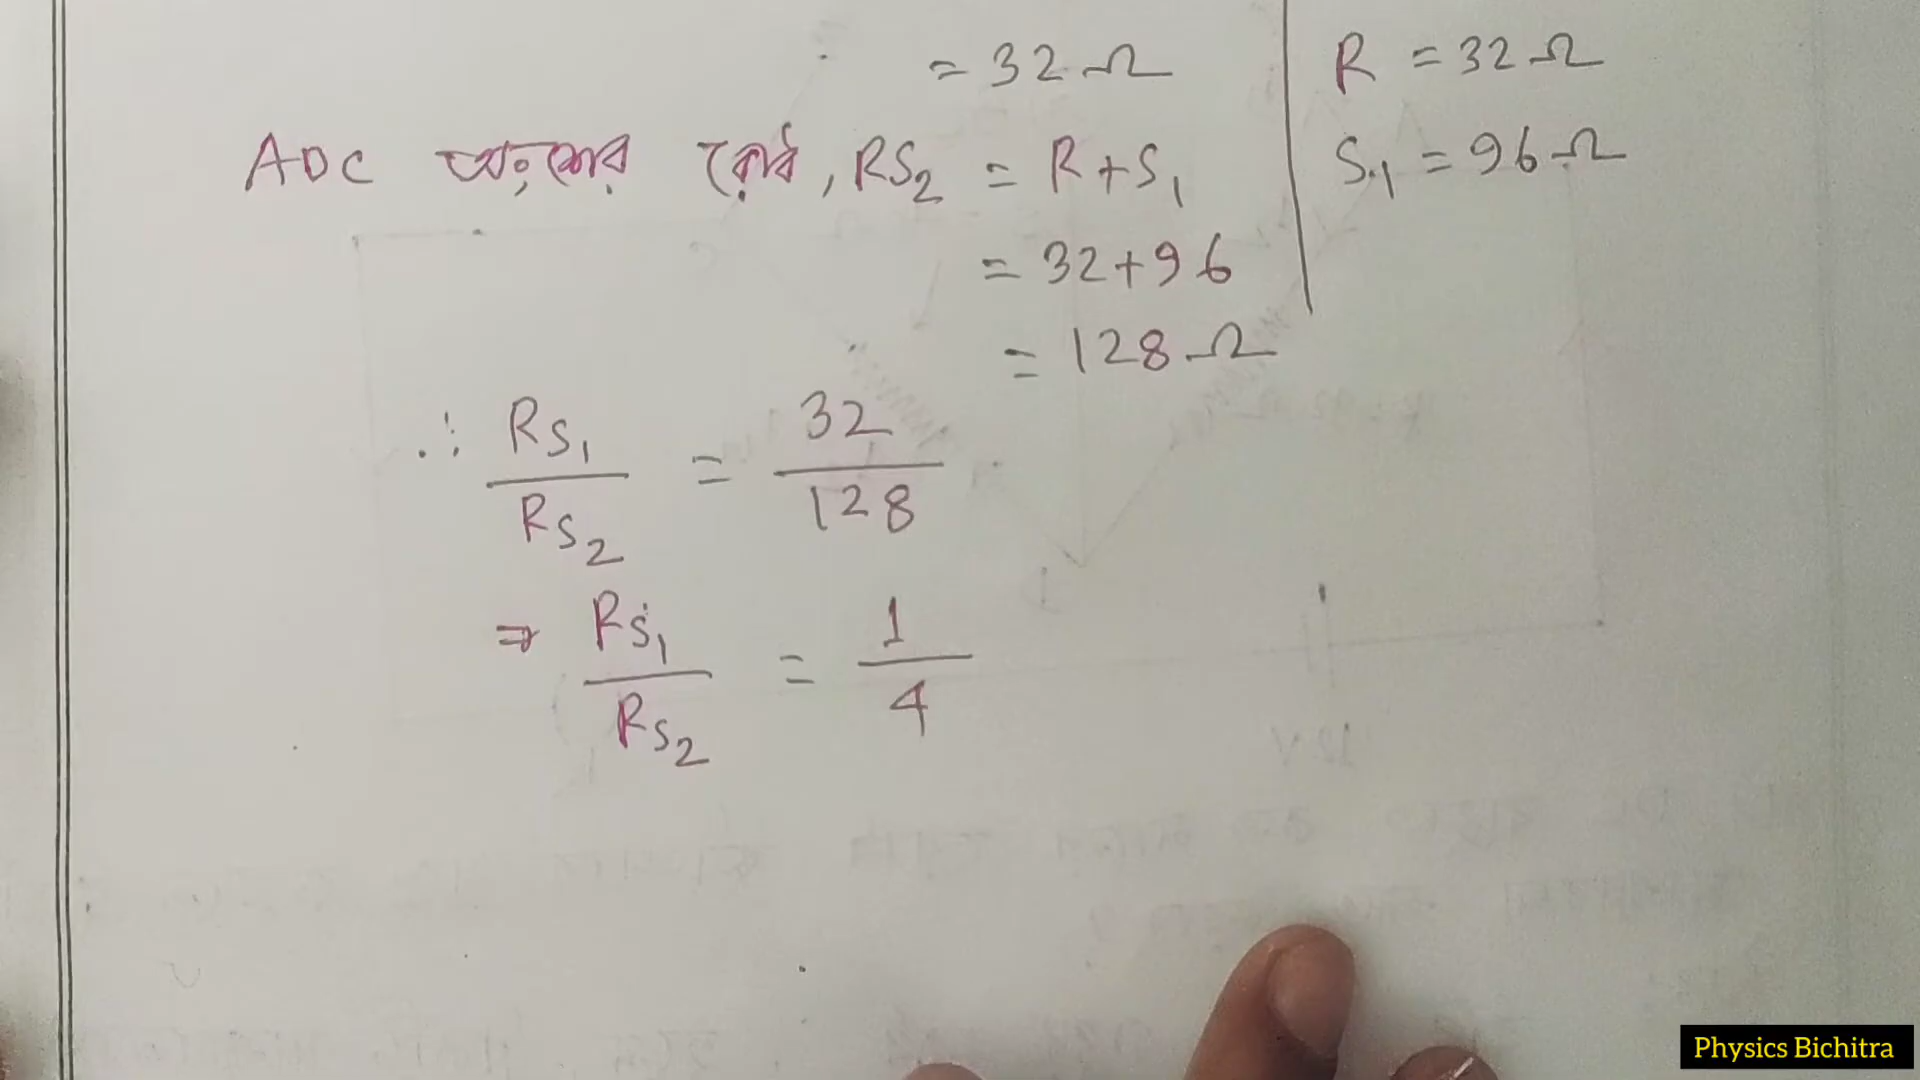 = 32 Ω
R = 32 Ω
S₁ = 96 Ω
ADC অংশের রোধ, RS₂ = R + S₁
= 32 + 96
= 128 Ω
∴ RS₁ / RS₂ = 32 / 128
⇒ RS₁ / RS₂ = 1 / 4
Physics Bichitra